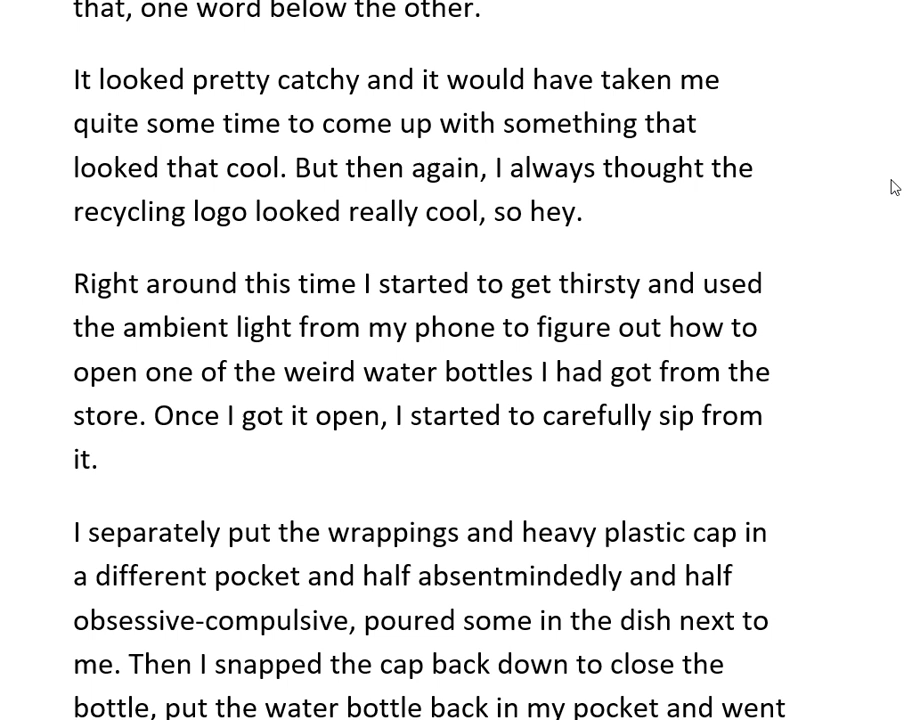 that, one word below the other.
It looked pretty catchy and it would have taken me
quite some time to come up with something that
looked that cool. But then again, I always thought the
recycling logo looked really cool, so hey.
Right around this time I started to get thirsty and used
the ambient light from my phone to figure out how to
open one of the weird water bottles I had got from the
store. Once I got it open, I started to carefully sip from
it.
I separately put the wrappings and heavy plastic cap in
a different pocket and half absentmindedly and half
obsessive-compulsive, poured some in the dish next to
me. Then I snapped the cap back down to close the
bottle, put the water bottle back in my pocket and went